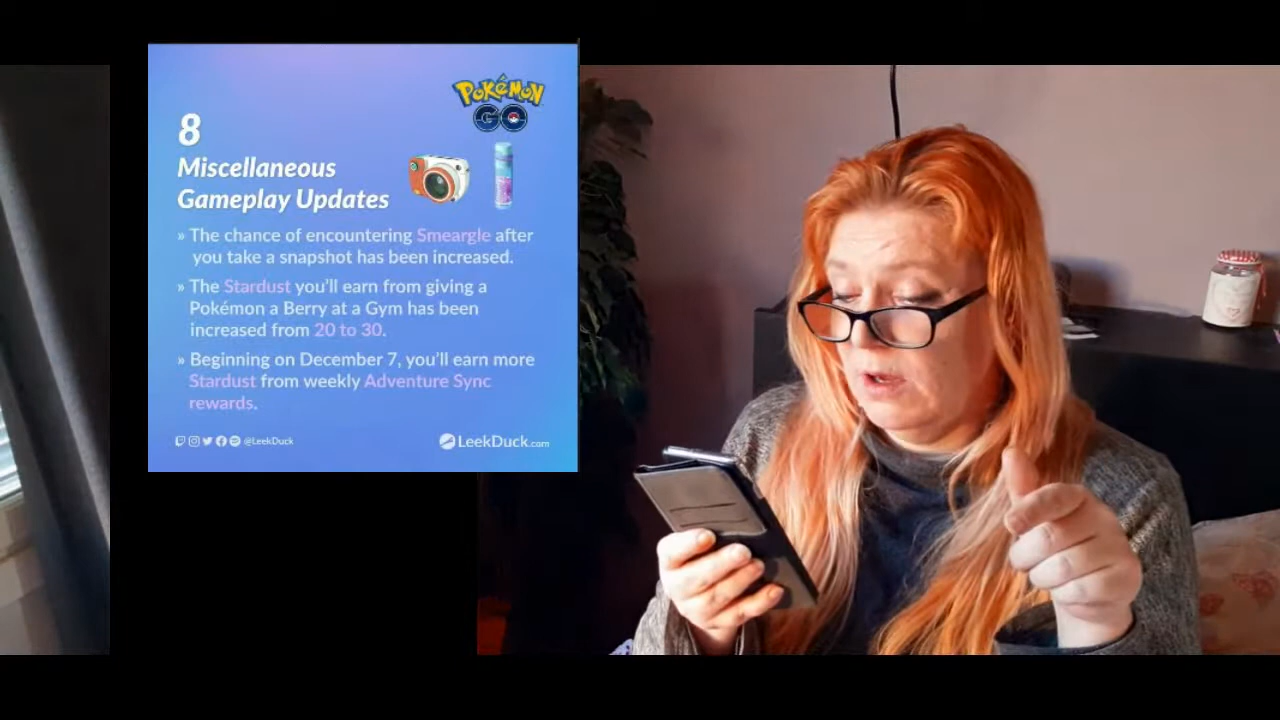 POKÉMON
GO
8
Miscellaneous
Gameplay Updates
» The chance of encountering Smeargle after
you take a snapshot has been increased.
» The Stardust you'll earn from giving a
Pokémon a Berry at a Gym has been
increased from 20 to 30.
» Beginning on December 7, you'll earn more
Stardust from weekly Adventure Sync
rewards.
@LeekDuck
LeekDuck.com